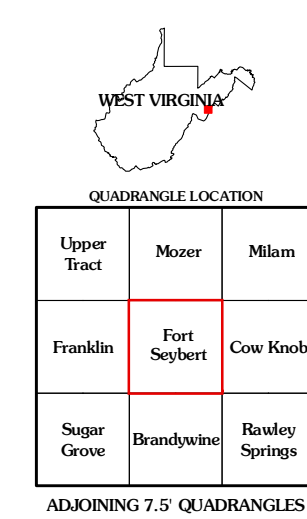 WEST VIRGINIA
QUADRANGLE LOCATION
Upper
Tract
Mozer
Milam
Franklin
Fort
Seybert
Cow Knob
Sugar
Grove
Brandywine
Rawley
Springs
ADJOINING 7.5' QUADRANGLES